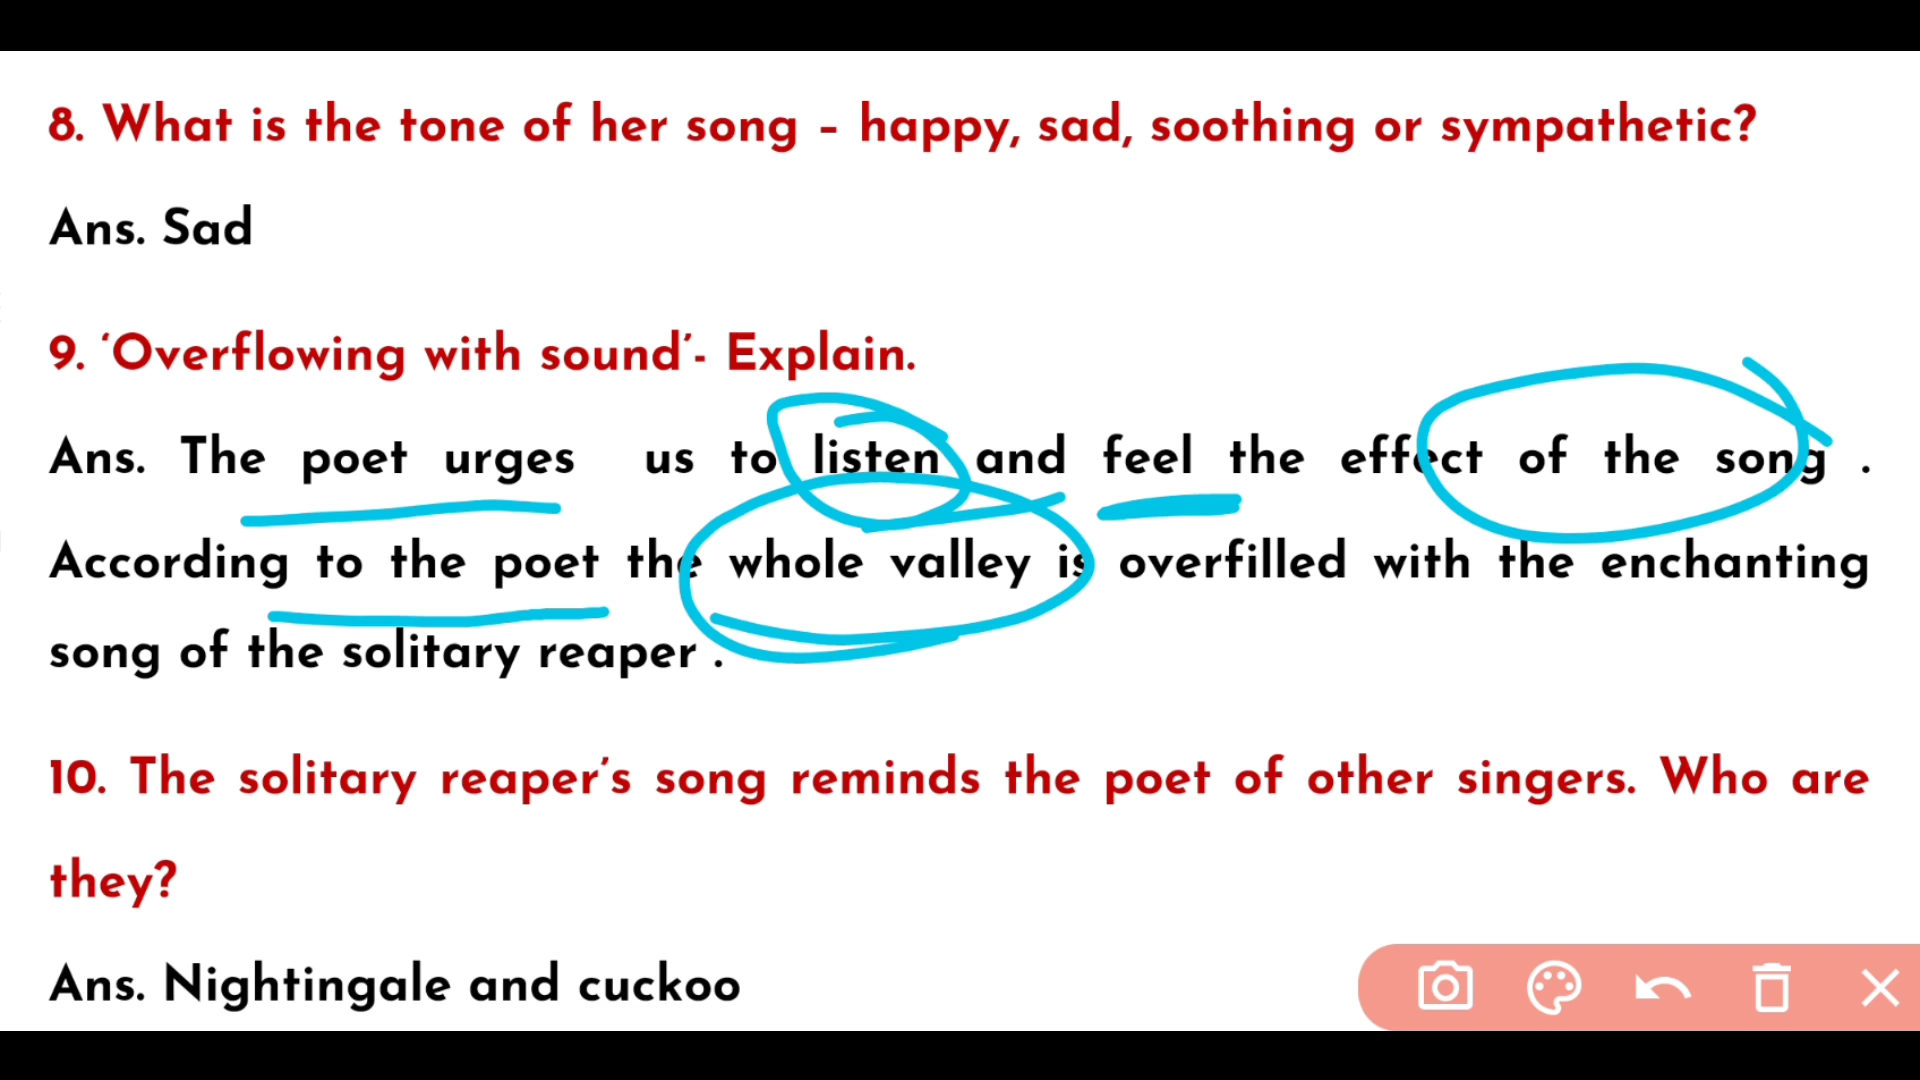 8. What is the tone of her song – happy, sad, soothing or sympathetic?
Ans. Sad
9. ‘Overflowing with sound’- Explain.
Ans. The poet urges us to listen and feel the effect of the song .
According to the poet the whole valley is overfilled with the enchanting
song of the solitary reaper .
10. The solitary reaper’s song reminds the poet of other singers. Who are
they?
Ans. Nightingale and cuckoo